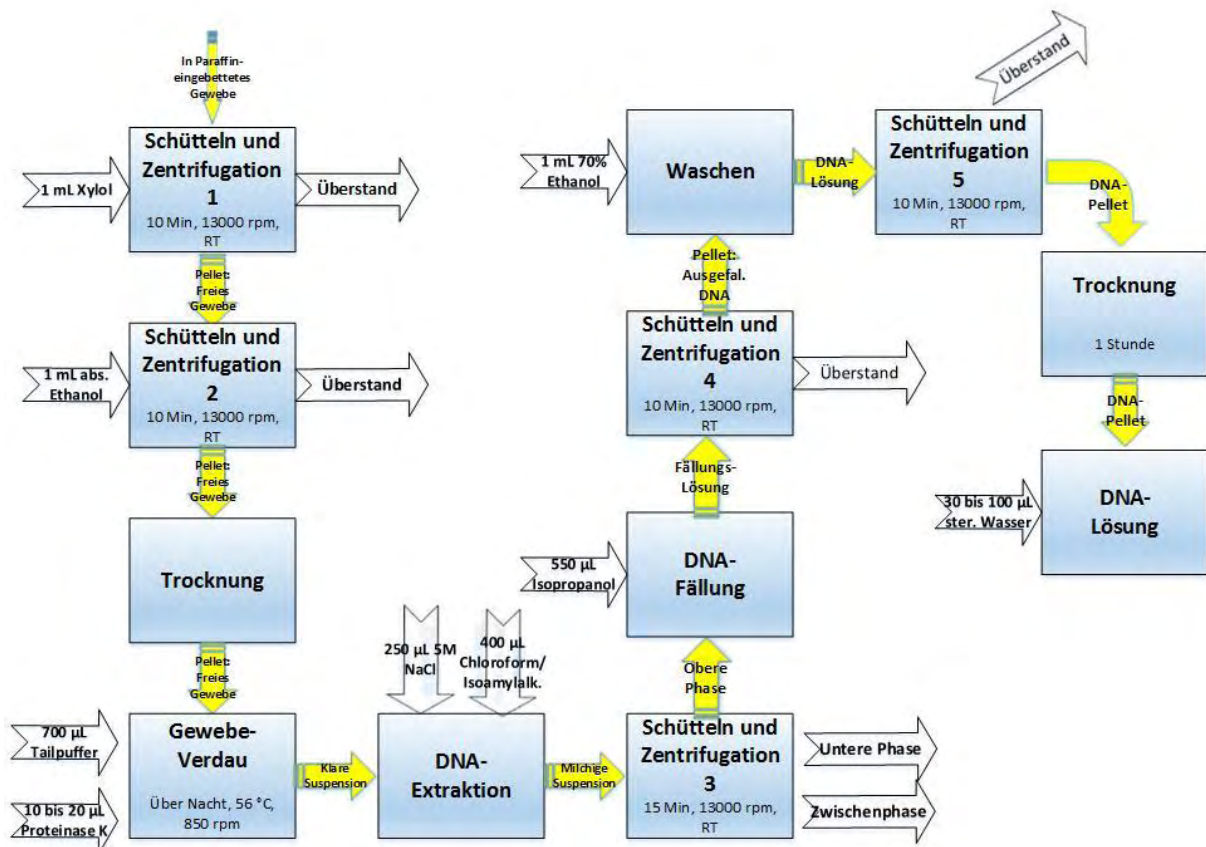 In Paraffin-
eingebettetes
Gewebe
Schütteln und
Zentrifugation
1
10 Min, 13000 rpm,
RT
1 mL Xylol
Überstand
Pellet:
Freies
Gewebe
Schütteln und
Zentrifugation
2
10 Min, 13000 rpm,
RT
1 mL abs.
Ethanol
Überstand
Pellet:
Freies
Gewebe
Trocknung
Pellet:
Freies
Gewebe
700 µL
Tailpuffer
10 bis 20 µL
Proteinase K
Gewebe-
Verdau
Über Nacht, 56 °C,
850 rpm
Klare
Suspension
250 µL 5M
NaCl
400 µL
Chloroform/
Isoamylalk.
DNA-
Extraktion
Milchige
Suspension
Schütteln und
Zentrifugation
3
15 Min, 13000 rpm,
RT
Untere Phase
Zwischenphase
Obere
Phase
550 µL
Isopropanol
DNA-
Fällung
Fällungs-
Lösung
Schütteln und
Zentrifugation
4
10 Min, 13000 rpm,
RT
Überstand
Pellet:
Ausgefal.
DNA
1 mL 70%
Ethanol
Waschen
DNA-
Lösung
Schütteln und
Zentrifugation
5
10 Min, 13000 rpm,
RT
Überstand
DNA-
Pellet
Trocknung
1 Stunde
DNA-
Pellet
30 bis 100 µL
ster. Wasser
DNA-
Lösung